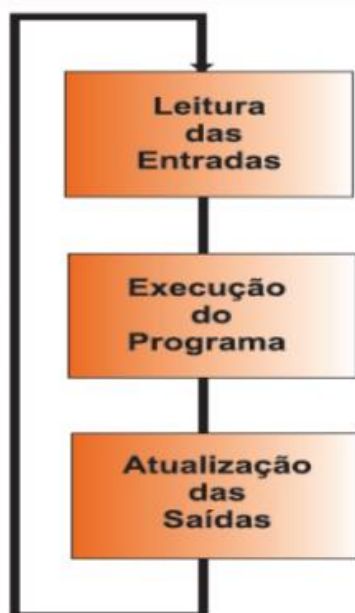 Leitura
das
Entradas
Execução
do
Programa
Atualização
das
Saídas